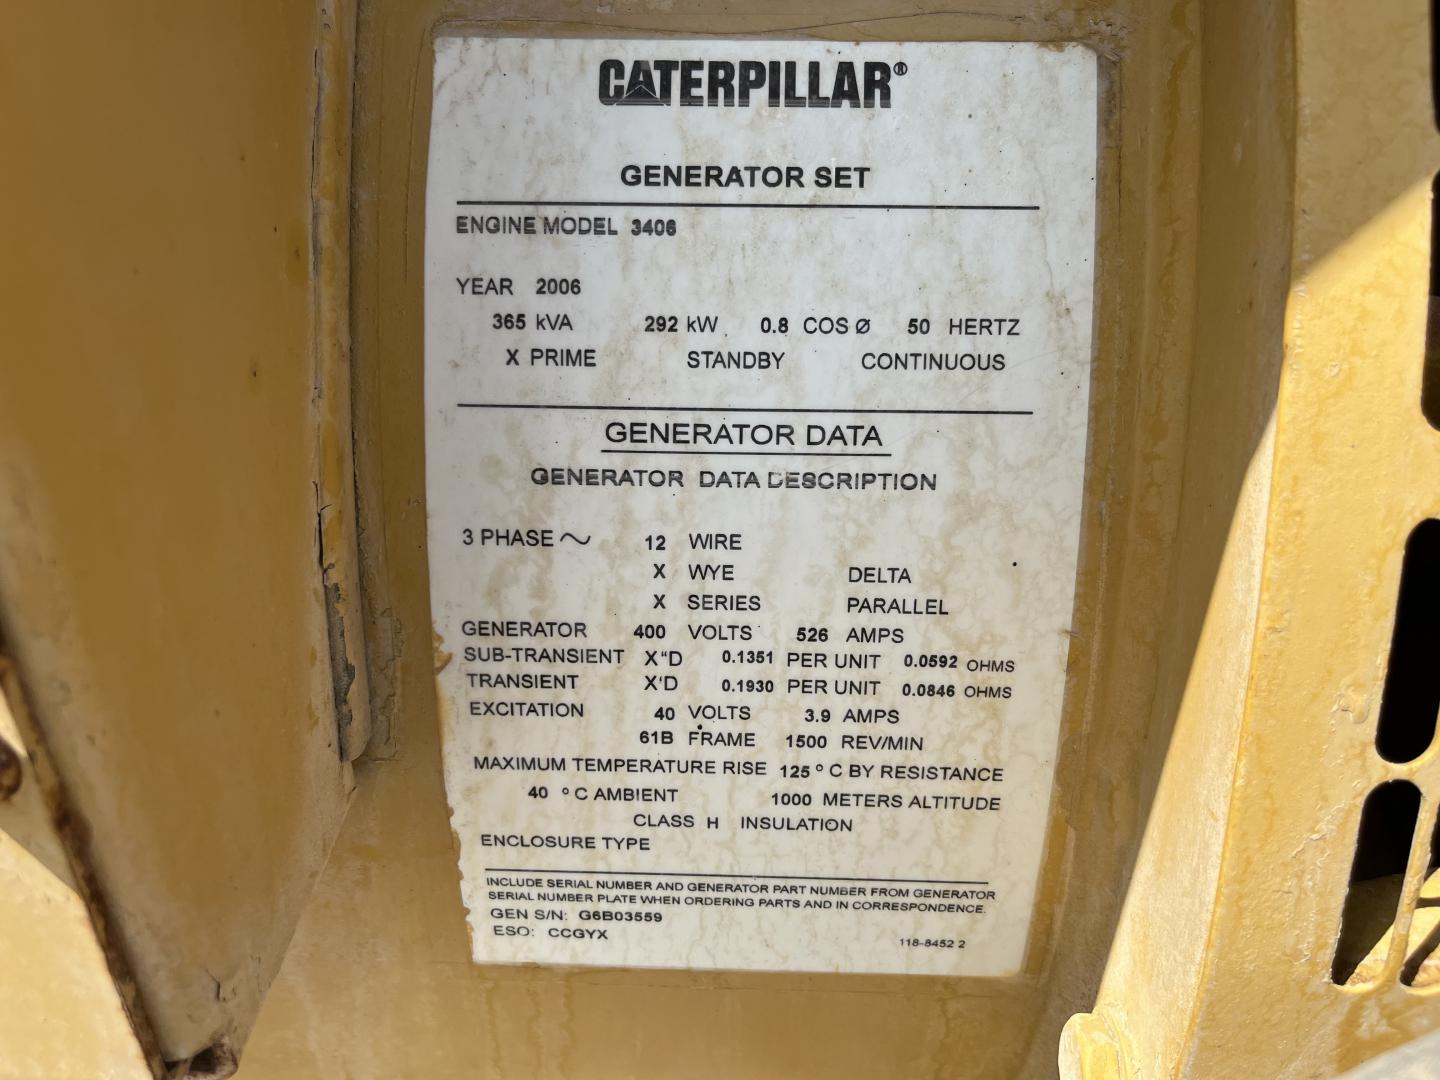 CATERPILLAR®
GENERATOR SET
ENGINE MODEL 3406
YEAR 2006
365 kVA 292 kW 0.8 COS Ø 50 HERTZ
X PRIME STANDBY CONTINUOUS
GENERATOR DATA
GENERATOR DATA DESCRIPTION
3 PHASE ~ 12 WIRE
X WYE DELTA
X SERIES PARALLEL
GENERATOR 400 VOLTS 526 AMPS
SUB-TRANSIENT X"D 0.1351 PER UNIT 0.0592 OHMS
TRANSIENT X'D 0.1930 PER UNIT 0.0846 OHMS
EXCITATION 40 VOLTS 3.9 AMPS
61B FRAME 1500 REV/MIN
MAXIMUM TEMPERATURE RISE 125 ° C BY RESISTANCE
40 ° C AMBIENT 1000 METERS ALTITUDE
CLASS H INSULATION
ENCLOSURE TYPE
INCLUDE SERIAL NUMBER AND GENERATOR PART NUMBER FROM GENERATOR
SERIAL NUMBER PLATE WHEN ORDERING PARTS AND IN CORRESPONDENCE.
GEN S/N: G6B03559
ESO: CCGYX 118-8452 2